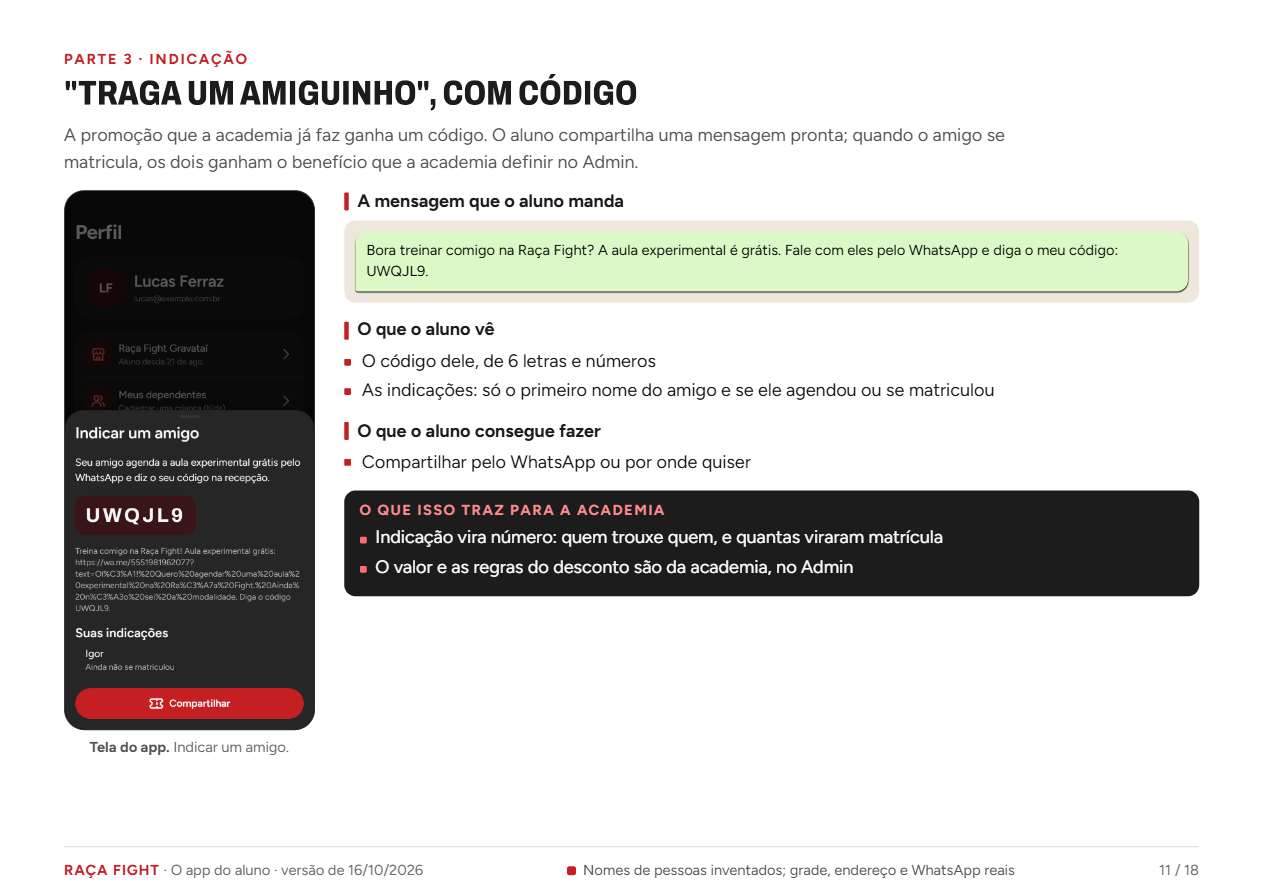 PARTE 3 · INDICAÇÃO
"TRAGA UM AMIGUINHO", COM CÓDIGO
A promoção que a academia já faz ganha um código. O aluno compartilha uma mensagem pronta; quando o amigo se
matricula, os dois ganham o benefício que a academia definir no Admin.
Perfil
LF
Lucas Ferraz
lucas@exemplo.com.br
Raça Fight Gravataí
Aluno desde 21 de ago
Meus dependentes
Cadastrar uma criança (Kids)
Indicar um amigo
Seu amigo agenda a aula experimental grátis pelo
WhatsApp e diz o seu código na recepção.
UWQJL9
Treina comigo na Raça Fight! Aula experimental grátis:
https://wa.me/5551981962077?
text=Ol%C3%A1!%20Quero%20agendar%20uma%20aula%2
0experimental%20na%20Ra%C3%A7a%20Fight.%20Ainda%
20n%C3%A3o%20sei%20a%20modalidade. Diga o código
UWQJL9.
Suas indicações
Igor
Ainda não se matriculou
Compartilhar
Tela do app. Indicar um amigo.
A mensagem que o aluno manda
Bora treinar comigo na Raça Fight? A aula experimental é grátis. Fale com eles pelo WhatsApp e diga o meu código:
UWQJL9.
O que o aluno vê
O código dele, de 6 letras e números
As indicações: só o primeiro nome do amigo e se ele agendou ou se matriculou
O que o aluno consegue fazer
Compartilhar pelo WhatsApp ou por onde quiser
O QUE ISSO TRAZ PARA A ACADEMIA
Indicação vira número: quem trouxe quem, e quantas viraram matrícula
O valor e as regras do desconto são da academia, no Admin
RAÇA FIGHT · O app do aluno · versão de 16/10/2026
Nomes de pessoas inventados; grade, endereço e WhatsApp reais
11 / 18